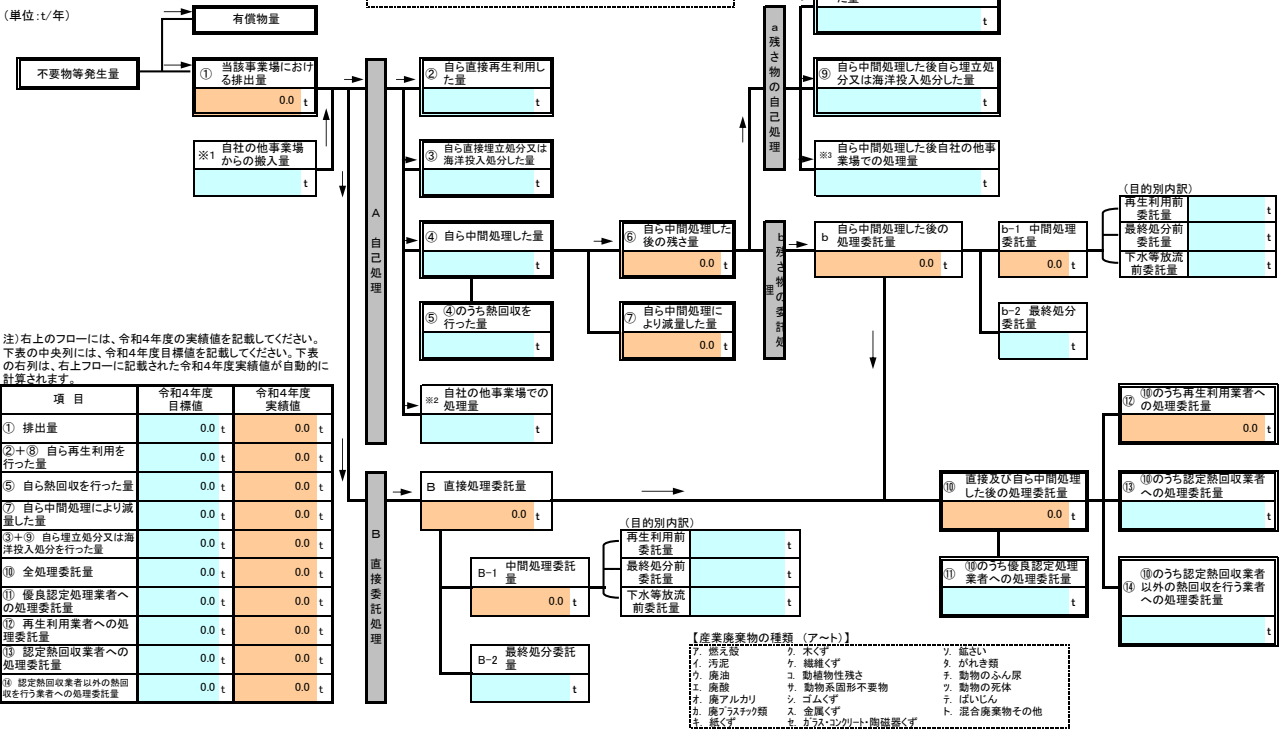 (単位:t/年)
有償物量
た量
t
不要物等発生量
① 当該事業場におけ
る排出量
0.0 t
※1 自社の他事業場
からの搬入量
t
A 自己処理
② 自ら直接再生利用し
た量
t
③ 自ら直接埋立処分又は
海洋投入処分した量
t
④ 自ら中間処理した量
t
⑤ ④のうち熱回収を
行った量
t
※2 自社の他事業場での
処理量
t
⑥ 自ら中間処理した
後の残さ量
0.0 t
⑦ 自ら中間処理に
より減量した量
0.0 t
a 残さ物の自己処理
⑨ 自ら中間処理した後自ら埋立処
分又は海洋投入処分した量
t
※3 自ら中間処理した後自社の他事
業場での処理量
t
b 残さ物の委託処理
b 自ら中間処理した後の
処理委託量
0.0 t
b-1 中間処理
委託量
0.0 t
(目的別内訳)
再生利用前
委託量 t
最終処分前
委託量 t
下水等放流
前委託量 t
b-2 最終処分
委託量
t
注)右上のフローには、令和4年度の実績値を記載してください。
下表の中央列には、令和4年度目標値を記載してください。下表
の右列は、右上フローに記載された令和4年度実績値が自動的に
計算されます。
項 目 令和4年度 目標値 令和4年度 実績値
① 排出量 0.0 t 0.0 t
②+⑧ 自ら再生利用を
行った量 0.0 t 0.0 t
⑤ 自ら熱回収を行った量 0.0 t 0.0 t
⑦ 自ら中間処理により減
量した量 0.0 t 0.0 t
③+⑨ 自ら埋立処分又は海
洋投入処分を行った量 0.0 t 0.0 t
⑩ 全処理委託量 0.0 t 0.0 t
⑪ 優良認定処理業者へ
の処理委託量 0.0 t 0.0 t
⑫ 再生利用業者への処
理委託量 0.0 t 0.0 t
⑬ 認定熱回収業者への
処理委託量 0.0 t 0.0 t
⑭ 認定熱回収業者以外の熱回
収を行う業者への処理委託量 0.0 t 0.0 t
B 直接委託処理
B 直接処理委託量
0.0 t
B-1 中間処理委託
量
0.0 t
(目的別内訳)
再生利用前
委託量 t
最終処分前
委託量 t
下水等放流
前委託量 t
B-2 最終処分委託
量
t
⑩ 直接及び自ら中間処理
した後の処理委託量
0.0 t
⑪ ⑩のうち優良認定処理
業者への処理委託量
t
⑫ ⑩のうち再生利用業者へ
の処理委託量
0.0 t
⑬ ⑩のうち認定熱回収業者
への処理委託量
t
⑭ ⑩のうち認定熱回収業者
以外の熱回収を行う業者
への処理委託量
t
【産業廃棄物の種類 (ア~ト)】
ア. 燃え殻 ク. 木くず ソ. 鉱さい
イ. 汚泥 ケ. 繊維くず タ. がれき類
ウ. 廃油 コ. 動植物性残さ チ. 動物のふん尿
エ. 廃酸 サ. 動物系固形不要物 ツ. 動物の死体
オ. 廃アルカリ シ. ゴムくず テ. ばいじん
カ. 廃プラスチック類 ス. 金属くず ト. 混合廃棄物その他
キ. 紙くず セ. ガラス・コンクリート・陶磁器くず